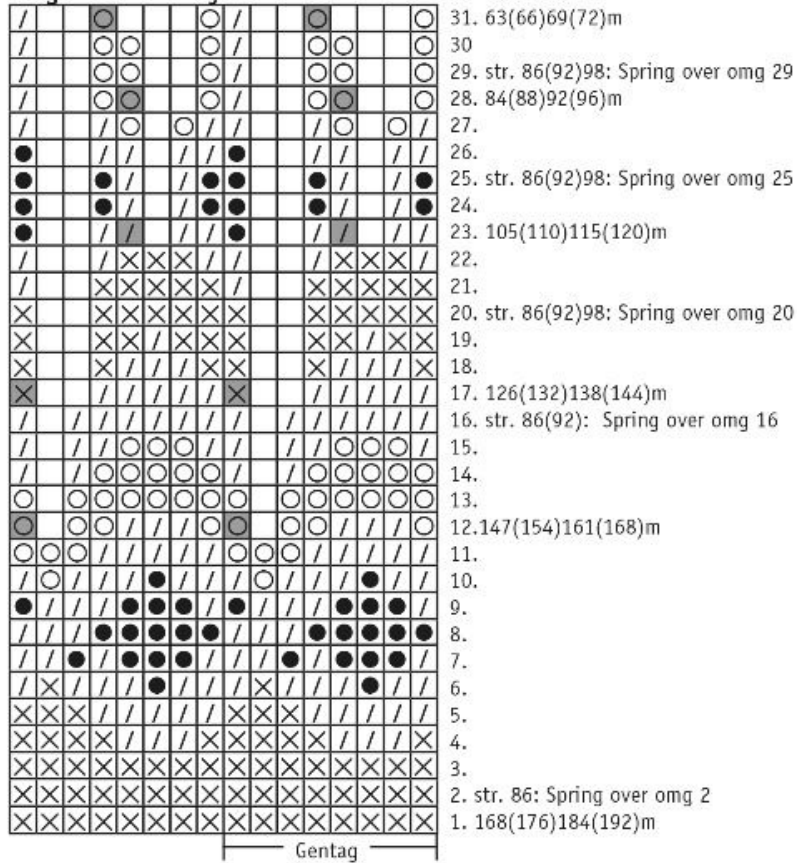 31. 63(66)69(72)m
30
29. str. 86(92)98: Spring over omg 29
28. 84(88)92(96)m
27.
26.
25. str. 86(92)98: Spring over omg 25
24.
23. 105(110)115(120)m
22.
21.
20. str. 86(92)98: Spring over omg 20
19.
18.
17. 126(132)138(144)m
16. str. 86(92): Spring over omg 16
15.
14.
13.
12.147(154)161(168)m
11.
10.
9.
8.
7.
6.
5.
4.
3.
2. str. 86: Spring over omg 2
1. 168(176)184(192)m
Gentag